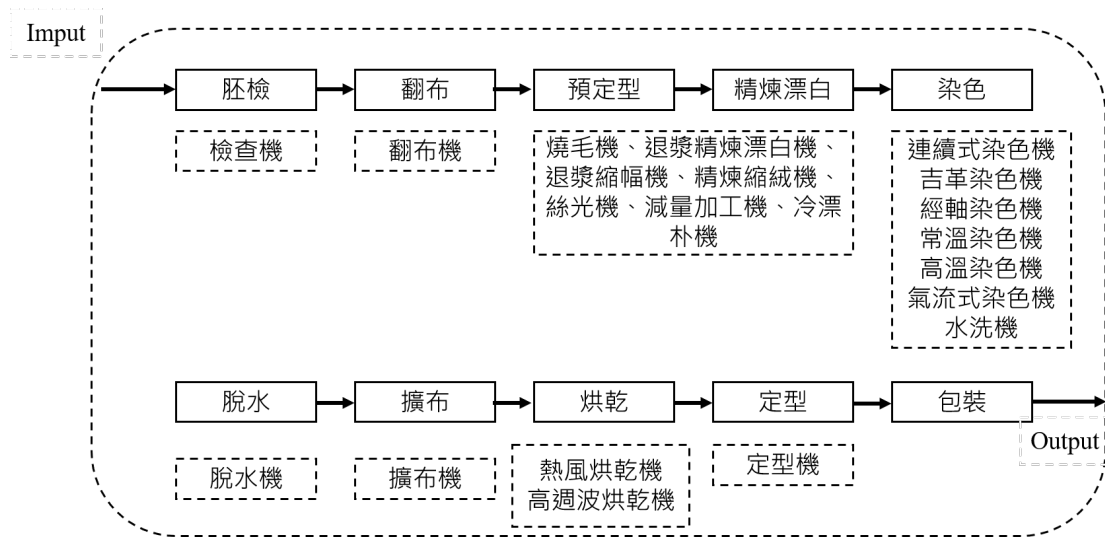 Imput
胚檢
翻布
預定型
精煉漂白
染色
檢查機
翻布機
燒毛機、退漿精煉漂白機、
退漿縮幅機、精煉縮絨機、
絲光機、減量加工機、冷漂
朴機
連續式染色機
吉革染色機
經軸染色機
常溫染色機
高溫染色機
氣流式染色機
水洗機
脫水
擴布
烘乾
定型
包裝
Output
脫水機
擴布機
熱風烘乾機
高週波烘乾機
定型機